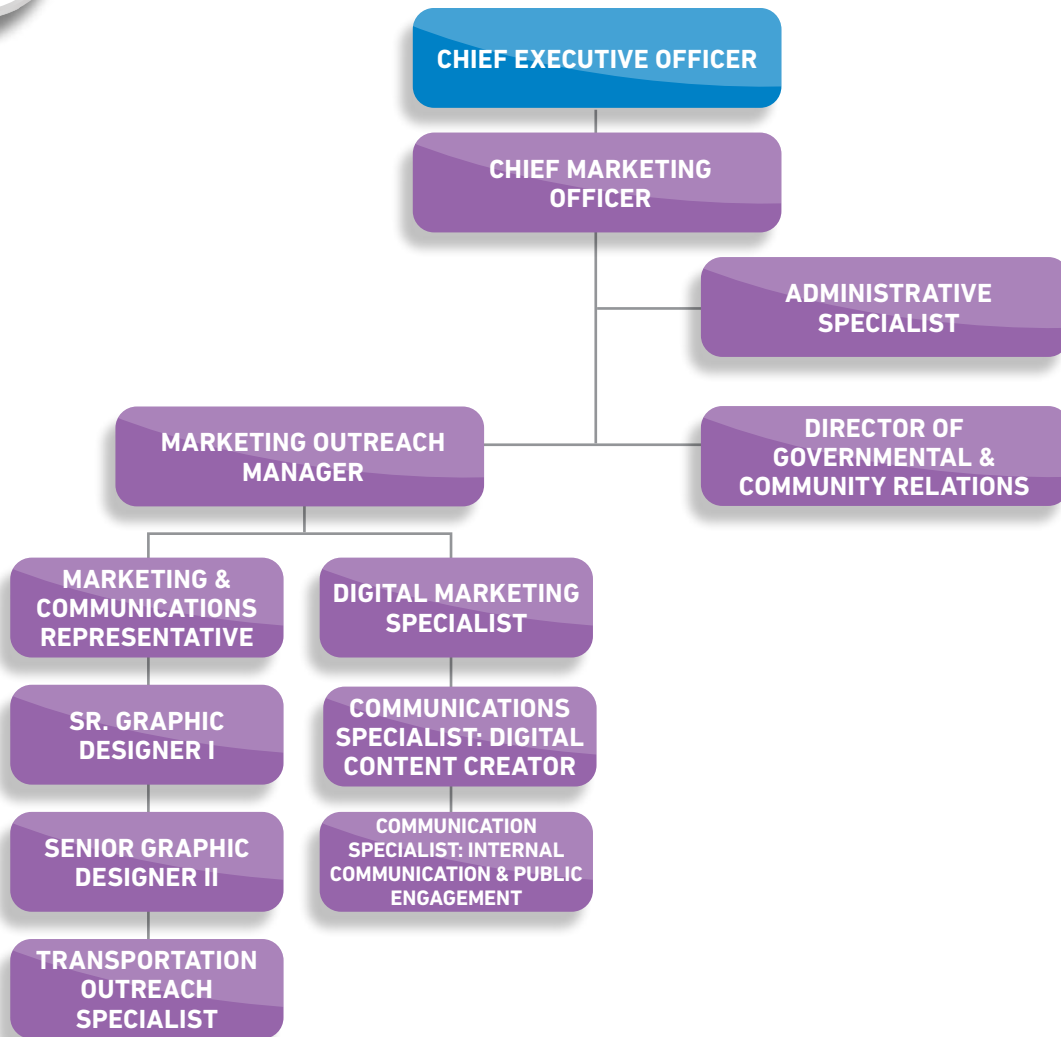 CHIEF EXECUTIVE OFFICER
CHIEF MARKETING
OFFICER
ADMINISTRATIVE
SPECIALIST
MARKETING OUTREACH
MANAGER
DIRECTOR OF
GOVERNMENTAL &
COMMUNITY RELATIONS
MARKETING &
COMMUNICATIONS
REPRESENTATIVE
SR. GRAPHIC
DESIGNER I
SENIOR GRAPHIC
DESIGNER II
TRANSPORTATION
OUTREACH
SPECIALIST
DIGITAL MARKETING
SPECIALIST
COMMUNICATIONS
SPECIALIST: DIGITAL
CONTENT CREATOR
COMMUNICATION
SPECIALIST: INTERNAL
COMMUNICATION & PUBLIC
ENGAGEMENT